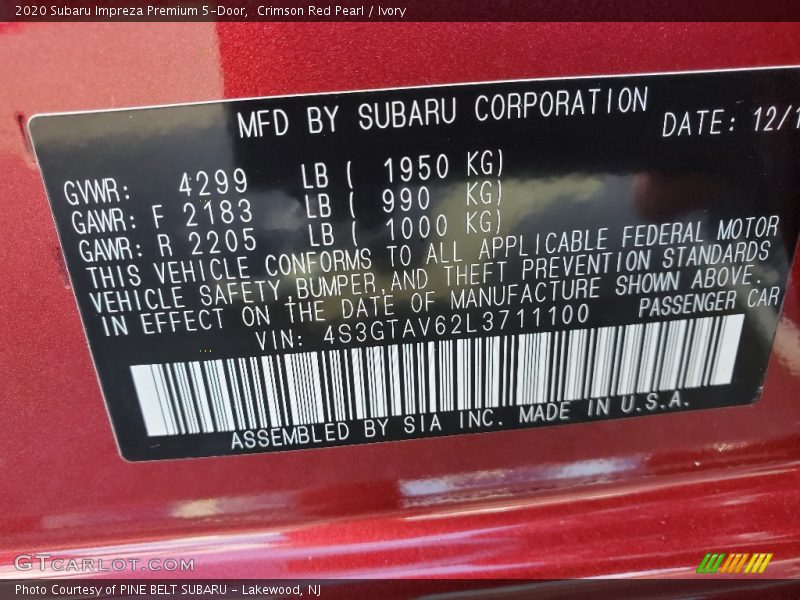 2020 Subaru Impreza Premium 5-Door, Crimson Red Pearl / Ivory
MFD BY SUBARU CORPORATION
DATE: 12/1
GVWR: 4299 LB ( 1950 KG)
GAWR: F 2183 LB ( 990 KG)
GAWR: R 2205 LB ( 1000 KG)
THIS VEHICLE CONFORMS TO ALL APPLICABLE FEDERAL MOTOR
VEHICLE SAFETY,BUMPER,AND THEFT PREVENTION STANDARDS
IN EFFECT ON THE DATE OF MANUFACTURE SHOWN ABOVE.
VIN: 4S3GTAV62L3711100 PASSENGER CAR
ASSEMBLED BY SIA INC. MADE IN U.S.A.
GTCARLOT.COM
Photo Courtesy of PINE BELT SUBARU - Lakewood, NJ